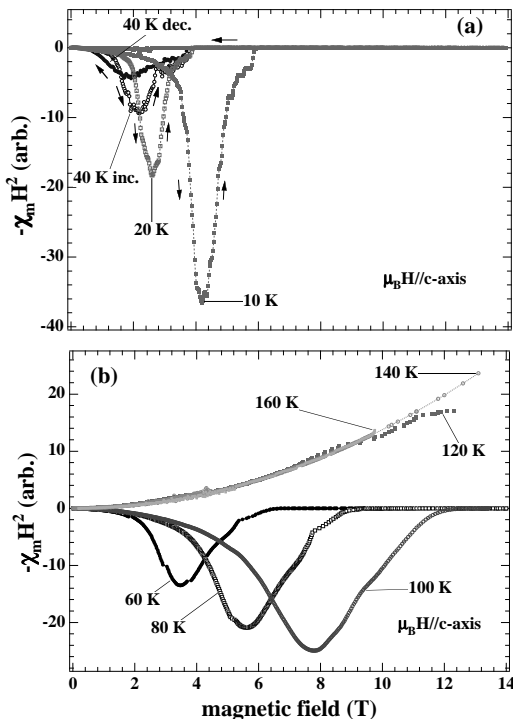 (a)
40 K dec.
0
-10
-20
-30
-40
-χmH² (arb.)
40 K inc.
20 K
10 K
μBH//c-axis
(b)
140 K
160 K
120 K
20
10
0
-10
-20
-χmH² (arb.)
60 K
80 K
100 K
μBH//c-axis
0 2 4 6 8 10 12 14
magnetic field (T)